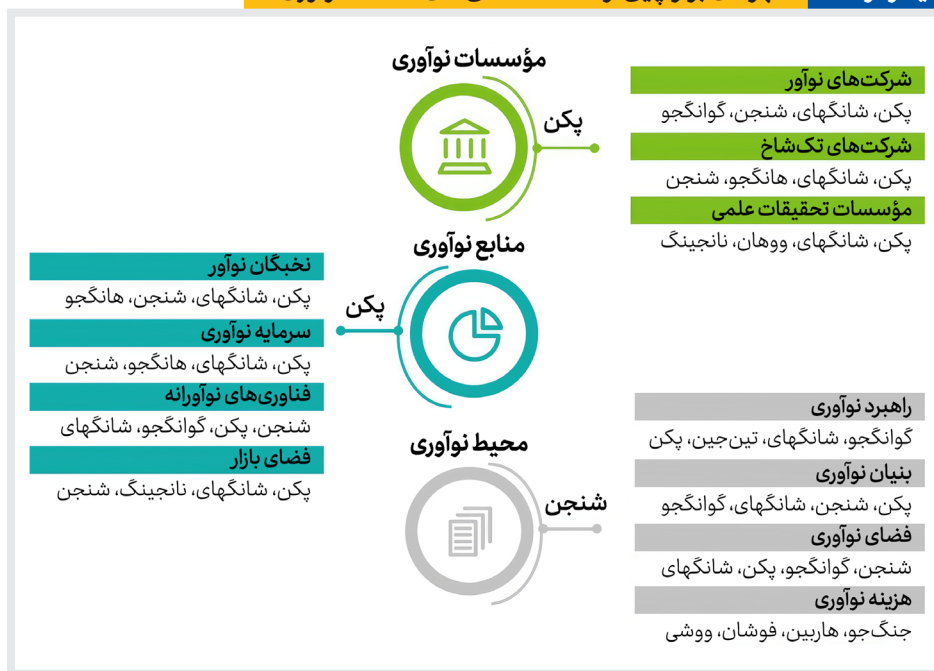 مؤسسات نوآوری
پکن
شرکت‌های نوآور
پکن، شانگهای، شنجن، گوانگجو
شرکت‌های تک‌شاخ
پکن، شانگهای، هانگجو، شنجن
مؤسسات تحقیقات علمی
پکن، شانگهای، ووهان، نانجینگ
منابع نوآوری
پکن
نخبگان نوآور
پکن، شانگهای، شنجن، هانگجو
سرمایه نوآوری
پکن، شانگهای، هانگجو، شنجن
فناوری‌های نوآورانه
شنجن، پکن، گوانگجو، شانگهای
فضای بازار
پکن، شانگهای، نانجینگ، شنجن
محیط نوآوری
شنجن
راهبرد نوآوری
گوانگجو، شانگهای، تین‌جین، پکن
بنیان نوآوری
پکن، شنجن، شانگهای، گوانگجو
فضای نوآوری
شنجن، گوانگجو، پکن، شانگهای
هزینه نوآوری
جنگ‌جو، هاربین، فوشان، ووشی